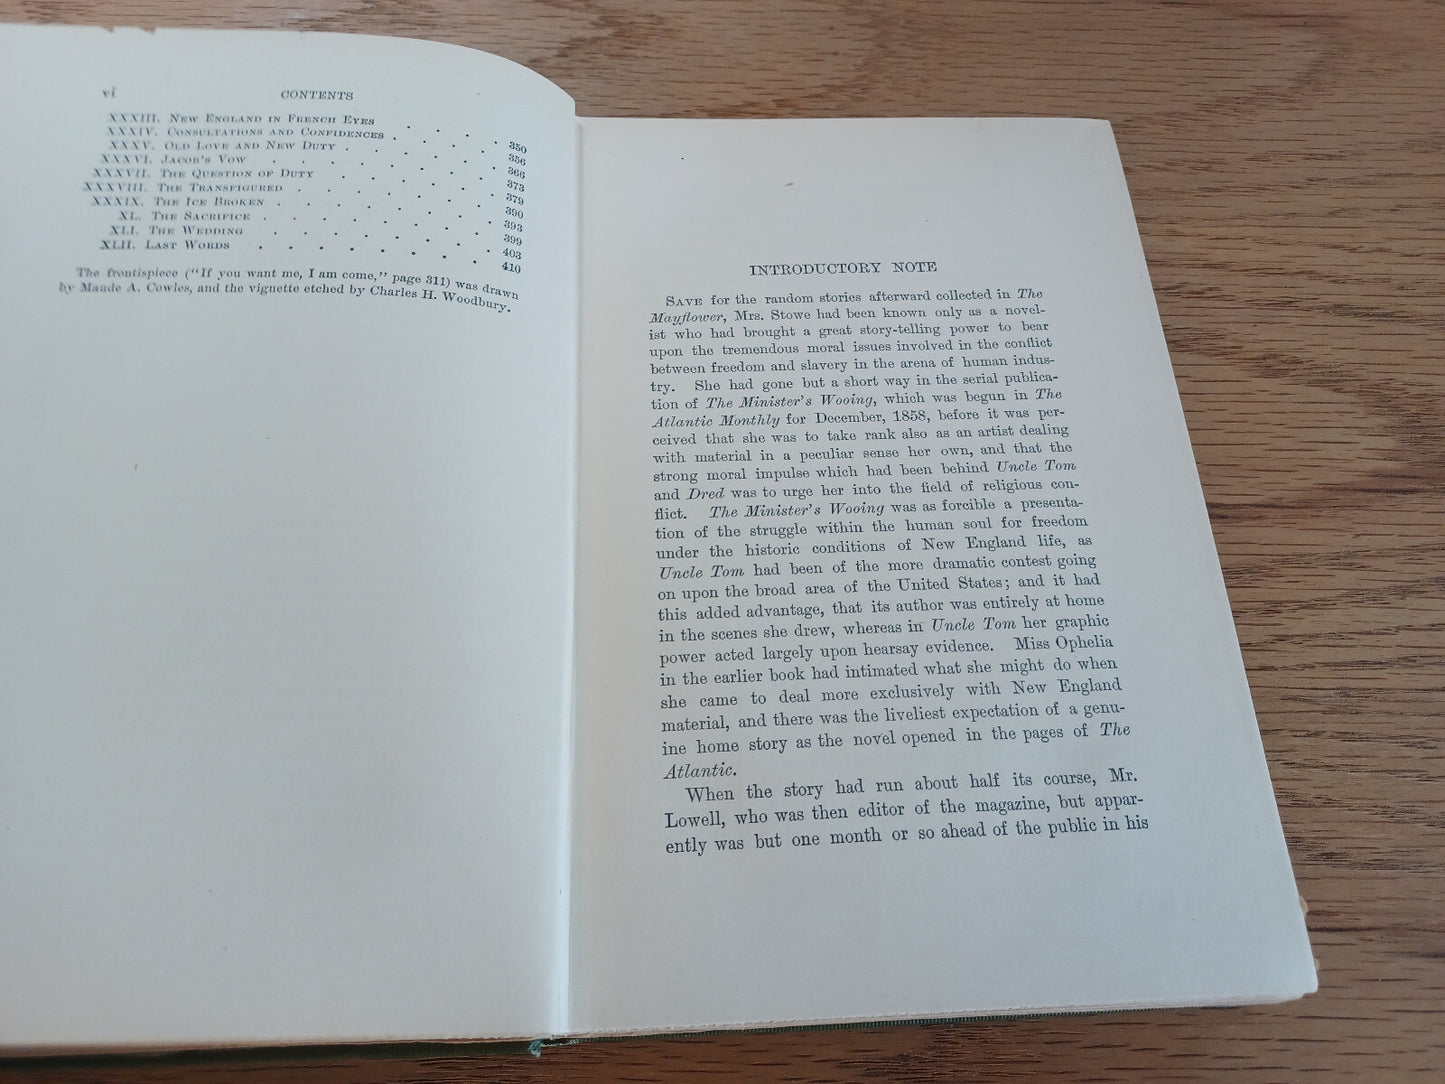 vi CONTENTS
XXXIII. NEW ENGLAND IN FRENCH EYES . . . . 350
XXXIV. CONSULTATIONS AND CONFIDENCES . . . . 356
XXXV. OLD LOVE AND NEW DUTY . . . . . 366
XXXVI. JACOB'S VOW . . . . . . . 373
XXXVII. THE QUESTION OF DUTY . . . . . 379
XXXVIII. THE TRANSFIGURED . . . . . . 390
XXXIX. THE ICE BROKEN . . . . . . . 393
XL. THE SACRIFICE . . . . . . . 399
XLI. THE WEDDING . . . . . . . 403
XLII. LAST WORDS . . . . . . . . 410
The frontispiece ("If you want me, I am come," page 311) was drawn
by Maude A. Cowles, and the vignette etched by Charles H. Woodbury.
INTRODUCTORY NOTE
SAVE for the random stories afterward collected in The
Mayflower, Mrs. Stowe had been known only as a novel-
ist who had brought a great story-telling power to bear
upon the tremendous moral issues involved in the conflict
between freedom and slavery in the arena of human indus-
try. She had gone but a short way in the serial publica-
tion of The Minister's Wooing, which was begun in The
Atlantic Monthly for December, 1858, before it was per-
ceived that she was to take rank also as an artist dealing
with material in a peculiar sense her own, and that the
strong moral impulse which had been behind Uncle Tom
and Dred was to urge her into the field of religious con-
flict. The Minister's Wooing was as forcible a presenta-
tion of the struggle within the human soul for freedom
under the historic conditions of New England life, as
Uncle Tom had been of the more dramatic contest going
on upon the broad area of the United States; and it had
this added advantage, that its author was entirely at home
in the scenes she drew, whereas in Uncle Tom her graphic
power acted largely upon hearsay evidence. Miss Ophelia
in the earlier book had intimated what she might do when
she came to deal more exclusively with New England
material, and there was the liveliest expectation of a genu-
ine home story as the novel opened in the pages of The
Atlantic.
When the story had run about half its course, Mr.
Lowell, who was then editor of the magazine, but appar-
ently was but one month or so ahead of the public in his